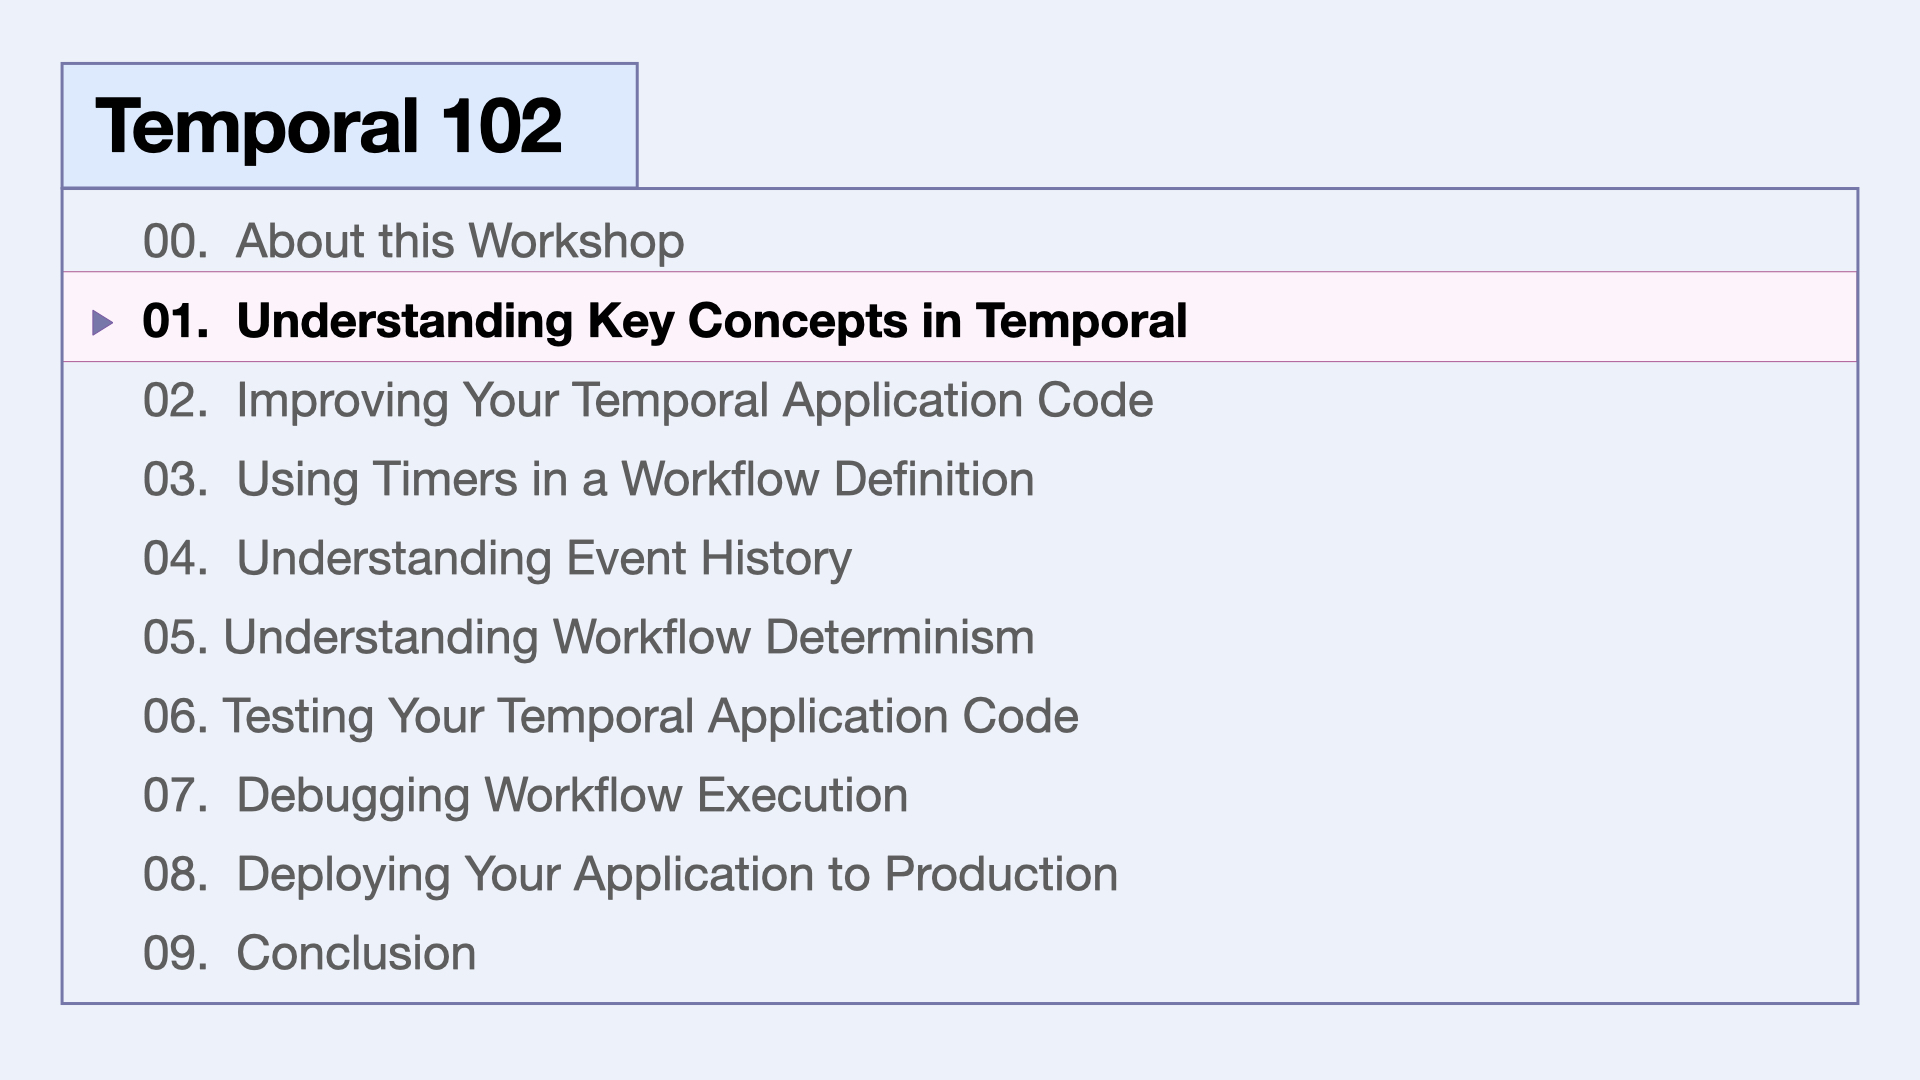 Temporal 102
00. About this Workshop
01. Understanding Key Concepts in Temporal
02. Improving Your Temporal Application Code
03. Using Timers in a Workflow Definition
04. Understanding Event History
05. Understanding Workflow Determinism
06. Testing Your Temporal Application Code
07. Debugging Workflow Execution
08. Deploying Your Application to Production
09. Conclusion